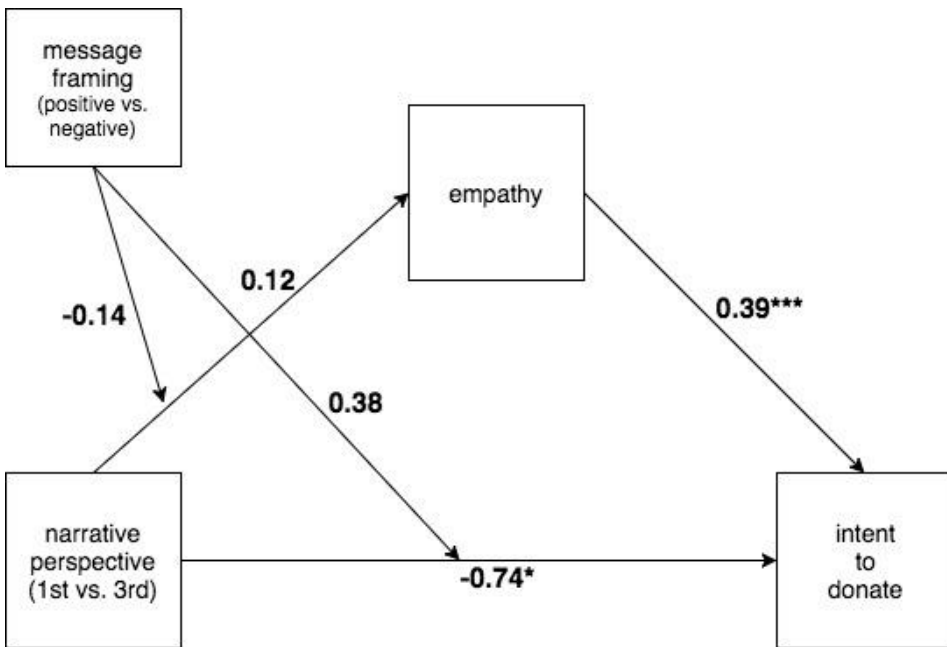 message
framing
(positive vs.
negative)
empathy
0.12
-0.14
0.39***
0.38
narrative
perspective
(1st vs. 3rd)
-0.74*
intent
to
donate